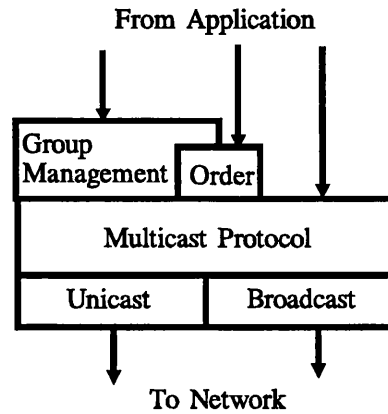 From Application
Group
Management
Order
Multicast Protocol
Unicast
Broadcast
To Network